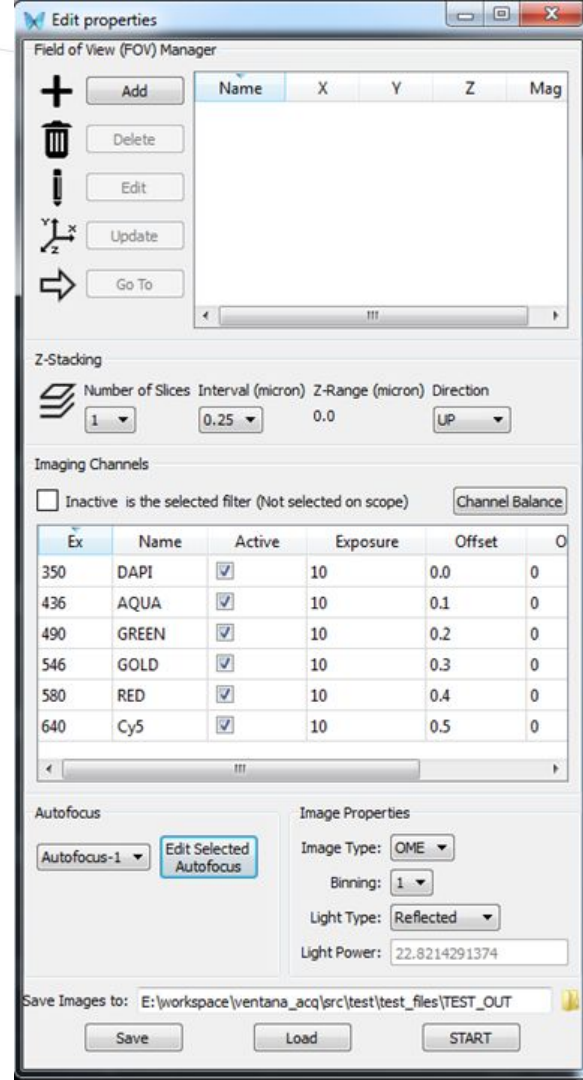 Edit properties
Field of View (FOV) Manager
Add Name X Y Z Mag
Delete
Edit
Y X Z Update
Go To
Z-Stacking
Number of Slices Interval (micron) Z-Range (micron) Direction
1 0.25 0.0 UP
Imaging Channels
Inactive is the selected filter (Not selected on scope) Channel Balance
Ex Name Active Exposure Offset O
350 DAPI 10 0.0 0
436 AQUA 10 0.1 0
490 GREEN 10 0.2 0
546 GOLD 10 0.3 0
580 RED 10 0.4 0
640 Cy5 10 0.5 0
Autofocus
Autofocus-1 Edit Selected
Autofocus
Image Properties
Image Type: OME
Binning: 1
Light Type: Reflected
Light Power: 22.8214291374
Save Images to: E:\workspace\ventana_acq\src\test\test_files\TEST_OUT
Save Load START